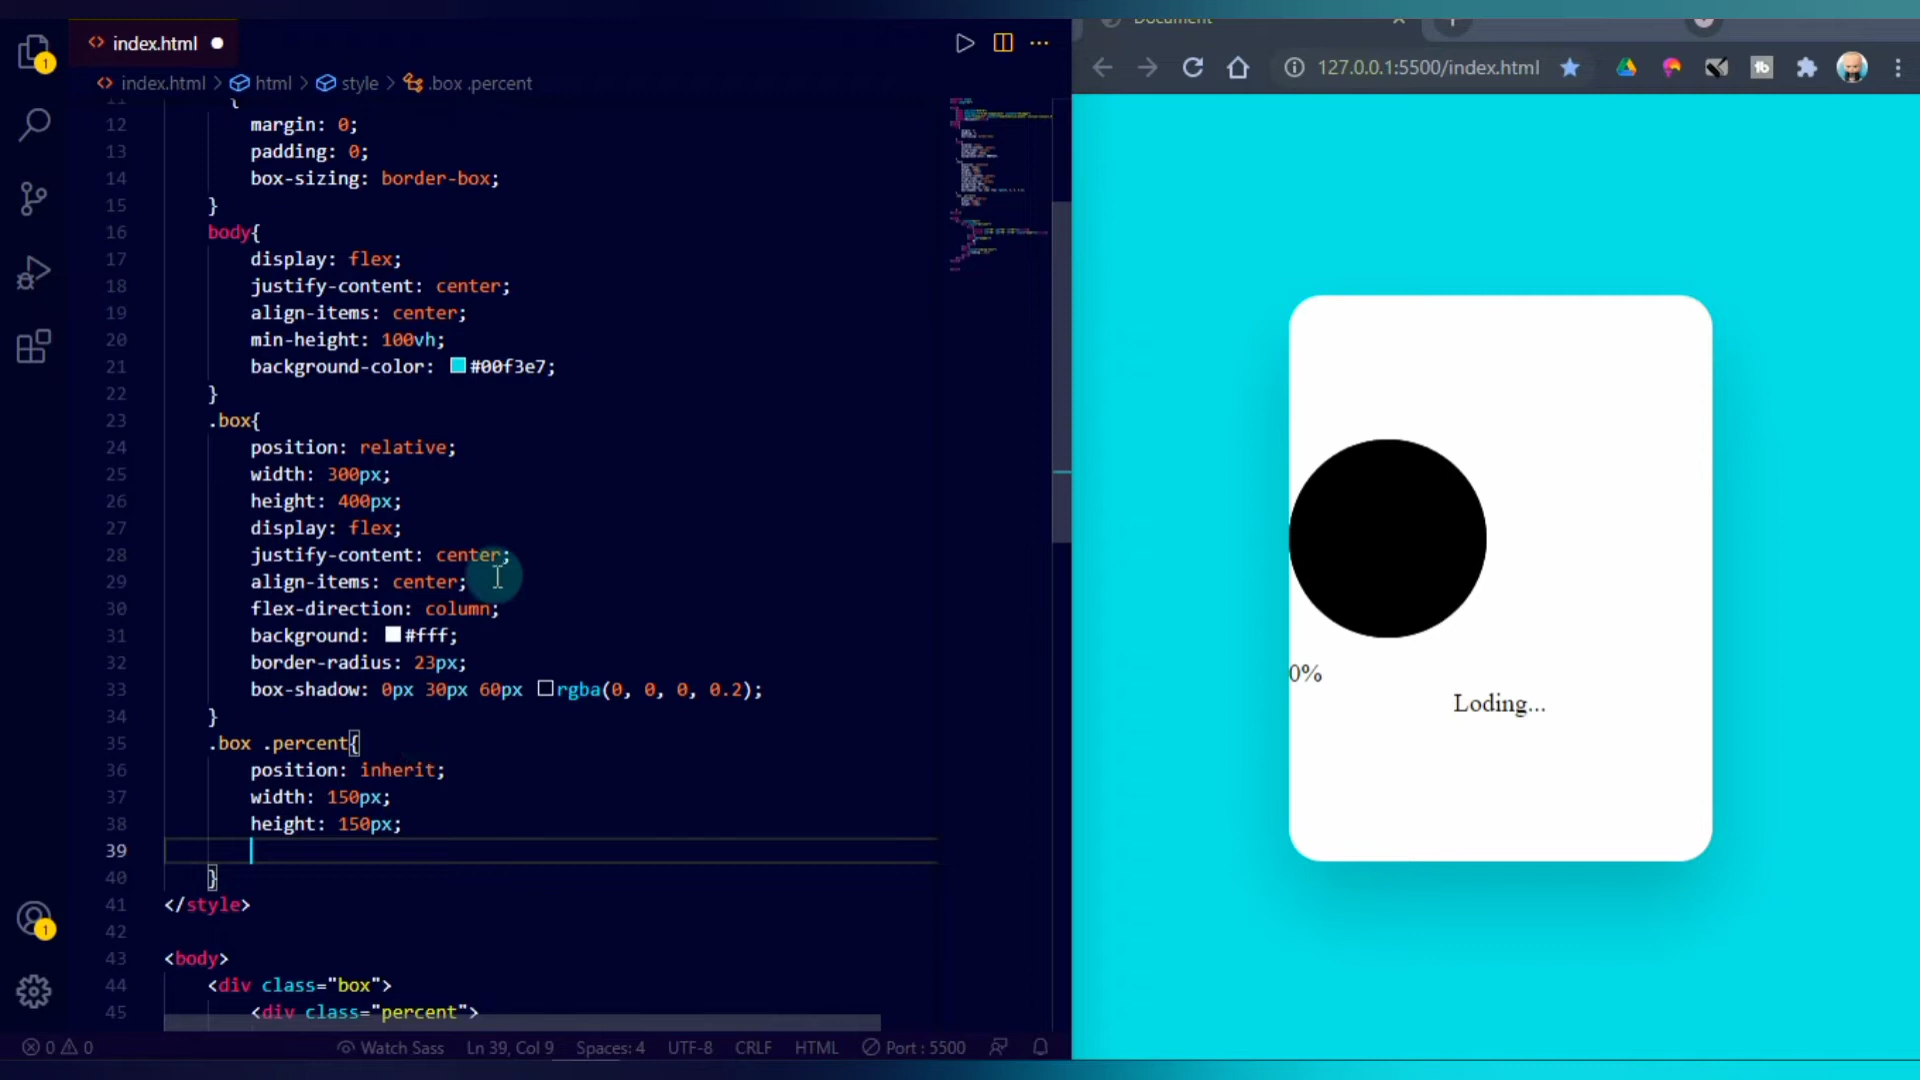 Document
index.html
127.0.0.1:5500/index.html
index.html > html > style > .box .percent
11 {
12 margin: 0;
13 padding: 0;
14 box-sizing: border-box;
15 }
16 body{
17 display: flex;
18 justify-content: center;
19 align-items: center;
20 min-height: 100vh;
21 background-color: #00f3e7;
22 }
23 .box{
24 position: relative;
25 width: 300px;
26 height: 400px;
27 display: flex;
28 justify-content: center;
29 align-items: center;
30 flex-direction: column;
31 background: #fff;
32 border-radius: 23px;
33 box-shadow: 0px 30px 60px rgba(0, 0, 0, 0.2);
34 }
35 .box .percent{
36 position: inherit;
37 width: 150px;
38 height: 150px;
39
40 }
41 </style>
42
43 <body>
44 <div class="box">
45 <div class="percent">
0%
Loding...
1
1
0 0 Watch Sass Ln 39, Col 9 Spaces: 4 UTF-8 CRLF HTML Port : 5500